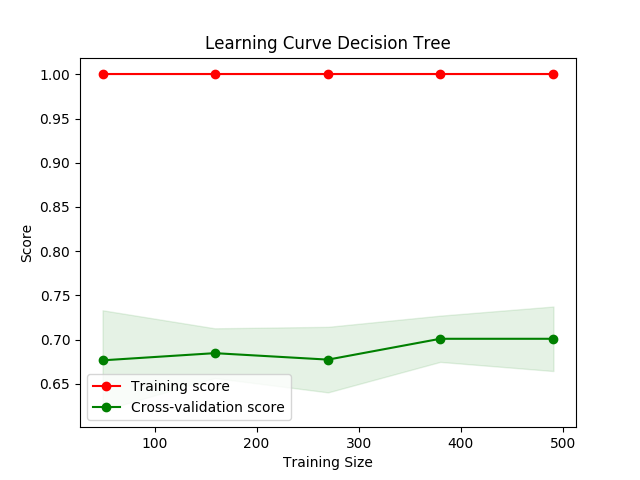 Learning Curve Decision Tree
1.00
0.95
0.90
0.85
0.80
0.75
0.70
0.65
Score
Training score
Cross-validation score
100
200
300
400
500
Training Size